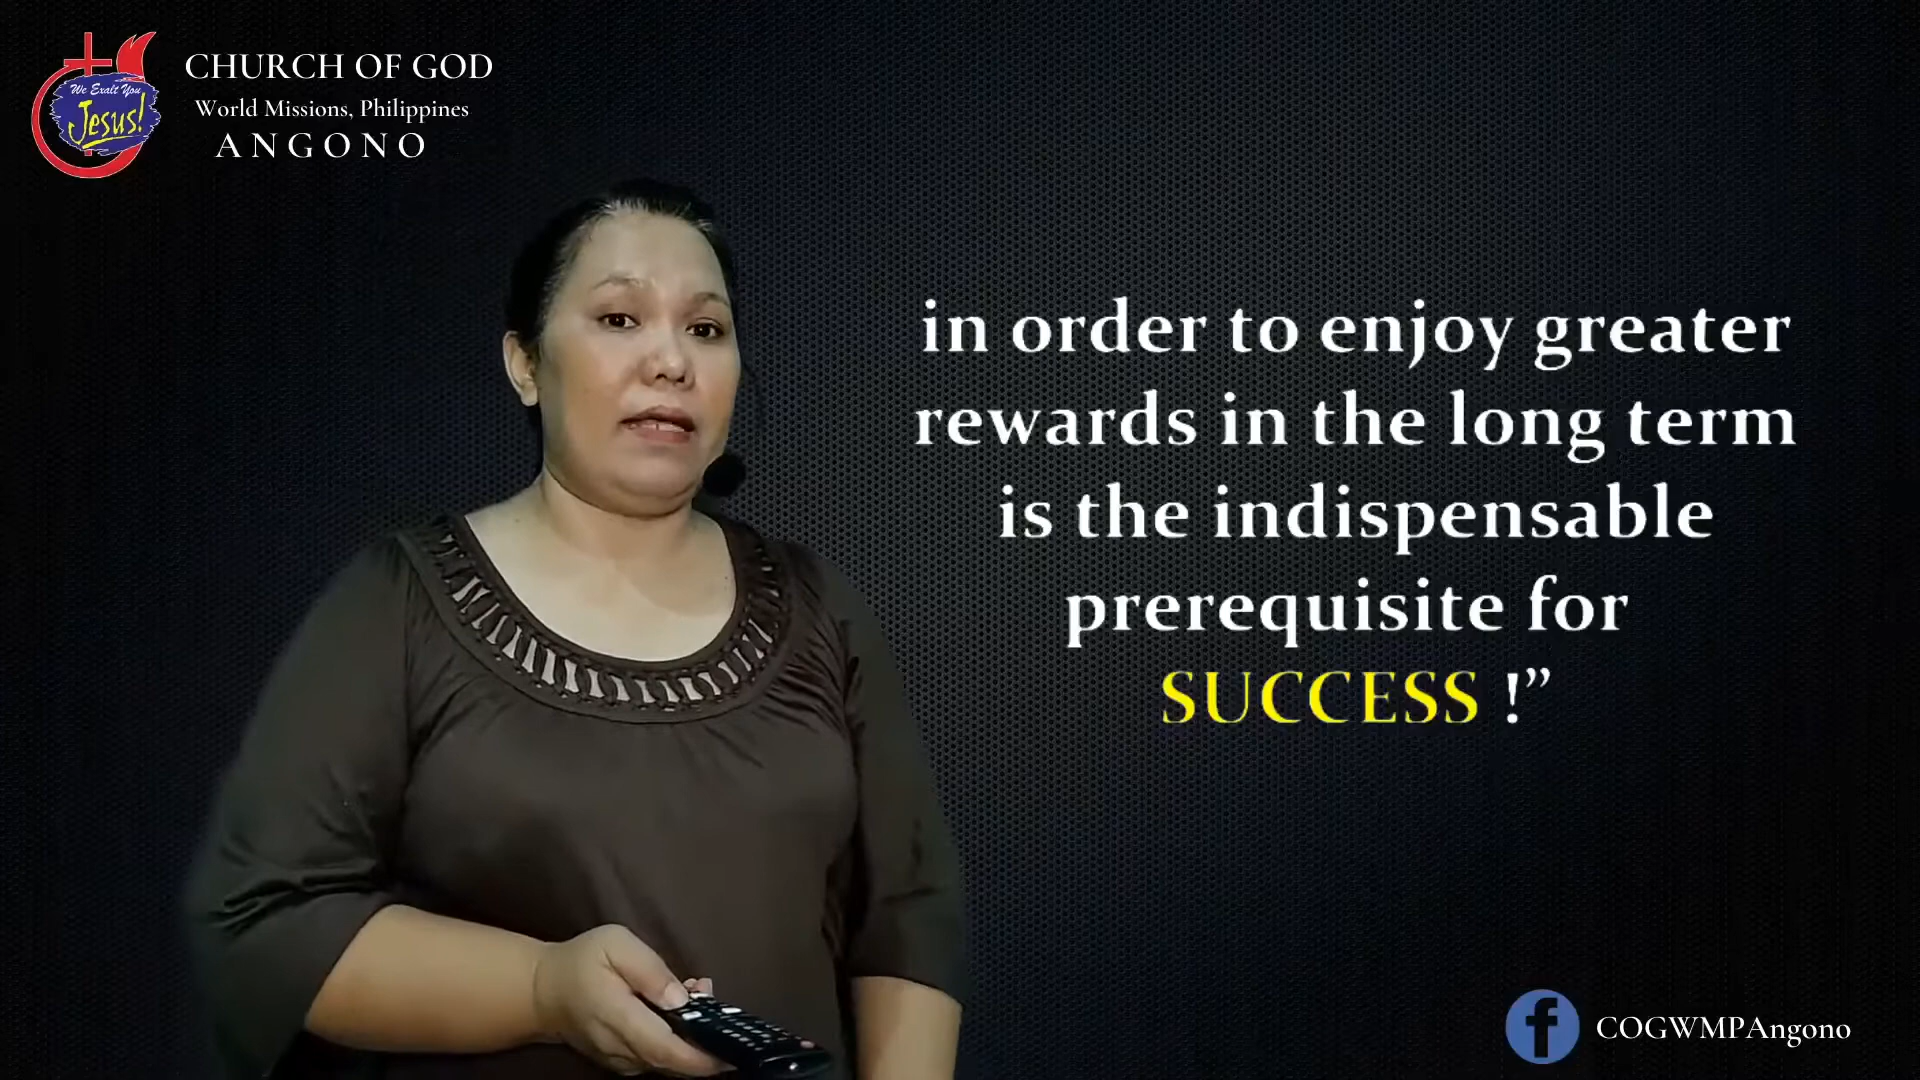 We Exalt You
Jesus!
CHURCH OF GOD
World Missions, Philippines
ANGONO
in order to enjoy greater
rewards in the long term
is the indispensable
prerequisite for
SUCCESS !”
COGWMPAngono